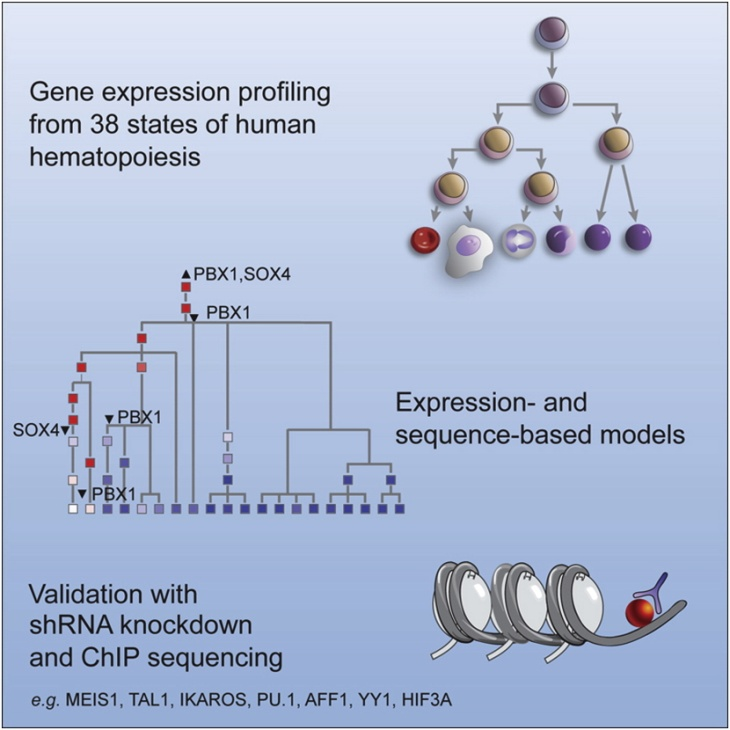 Gene expression profiling
from 38 states of human
hematopoiesis
▲PBX1,SOX4
▼PBX1
SOX4▼
▼PBX1
▼PBX1
Expression- and
sequence-based models
Validation with
shRNA knockdown
and ChIP sequencing
e.g. MEIS1, TAL1, IKAROS, PU.1, AFF1, YY1, HIF3A